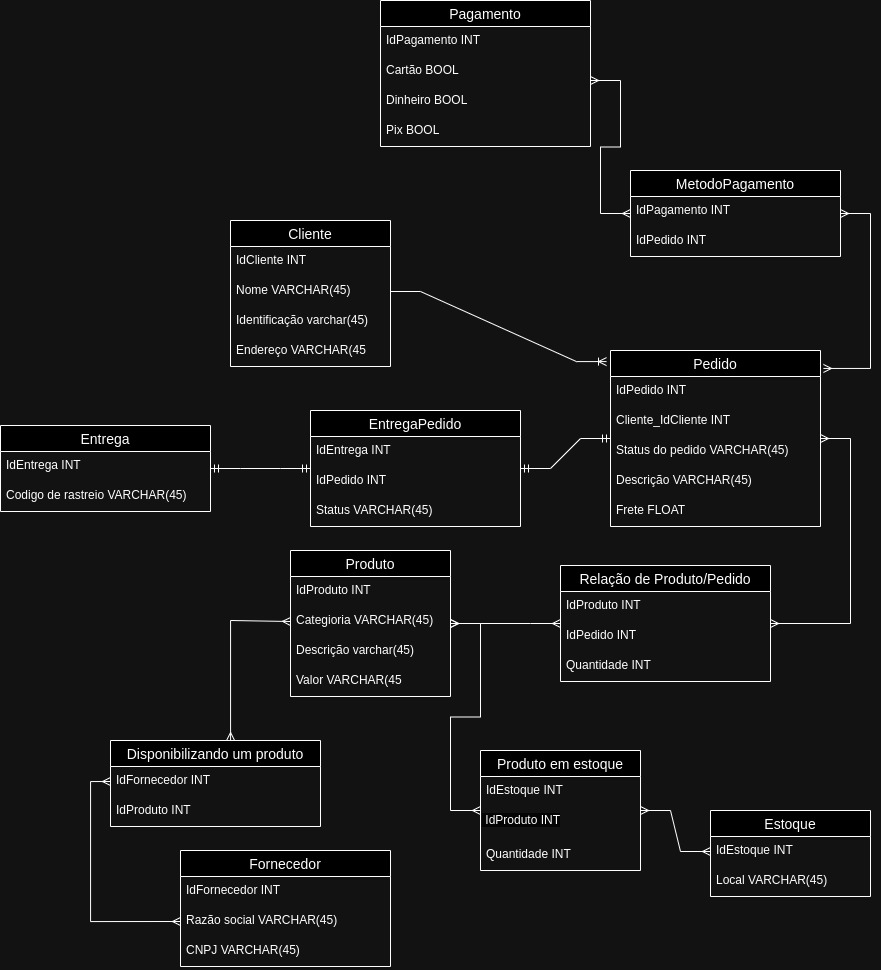 Pagamento
IdPagamento INT
Cartão BOOL
Dinheiro BOOL
Pix BOOL
MetodoPagamento
IdPagamento INT
IdPedido INT
Cliente
IdCliente INT
Nome VARCHAR(45)
Identificação varchar(45)
Endereço VARCHAR(45
Pedido
IdPedido INT
Cliente_IdCliente INT
Status do pedido VARCHAR(45)
Descrição VARCHAR(45)
Frete FLOAT
EntregaPedido
IdEntrega INT
IdPedido INT
Status VARCHAR(45)
Entrega
IdEntrega INT
Codigo de rastreio VARCHAR(45)
Produto
IdProduto INT
Categioria VARCHAR(45)
Descrição varchar(45)
Valor VARCHAR(45
Relação de Produto/Pedido
IdProduto INT
IdPedido INT
Quantidade INT
Disponibilizando um produto
IdFornecedor INT
IdProduto INT
Produto em estoque
IdEstoque INT
IdProduto INT
Quantidade INT
Estoque
IdEstoque INT
Local VARCHAR(45)
Fornecedor
IdFornecedor INT
Razão social VARCHAR(45)
CNPJ VARCHAR(45)